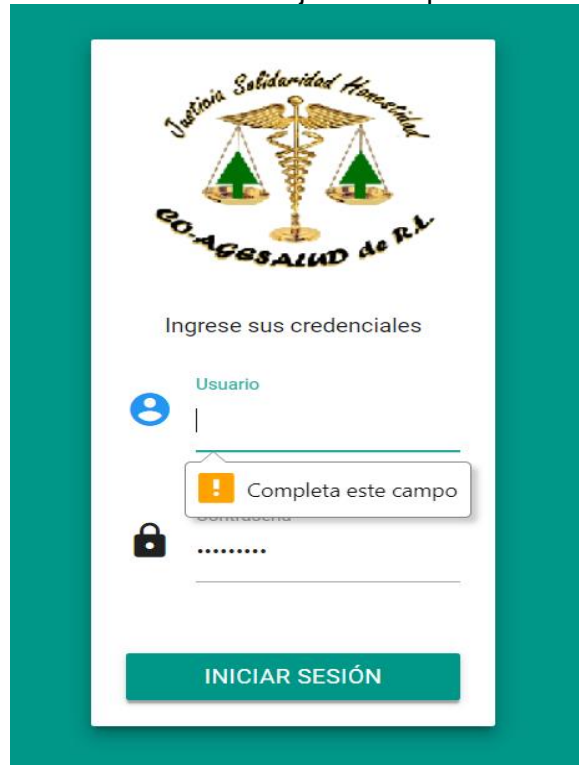 Justicia Solidaridad Honestidad
CO-AGESALUD de R.L.
Ingrese sus credenciales
Usuario
Completa este campo
•••••••••
INICIAR SESIÓN